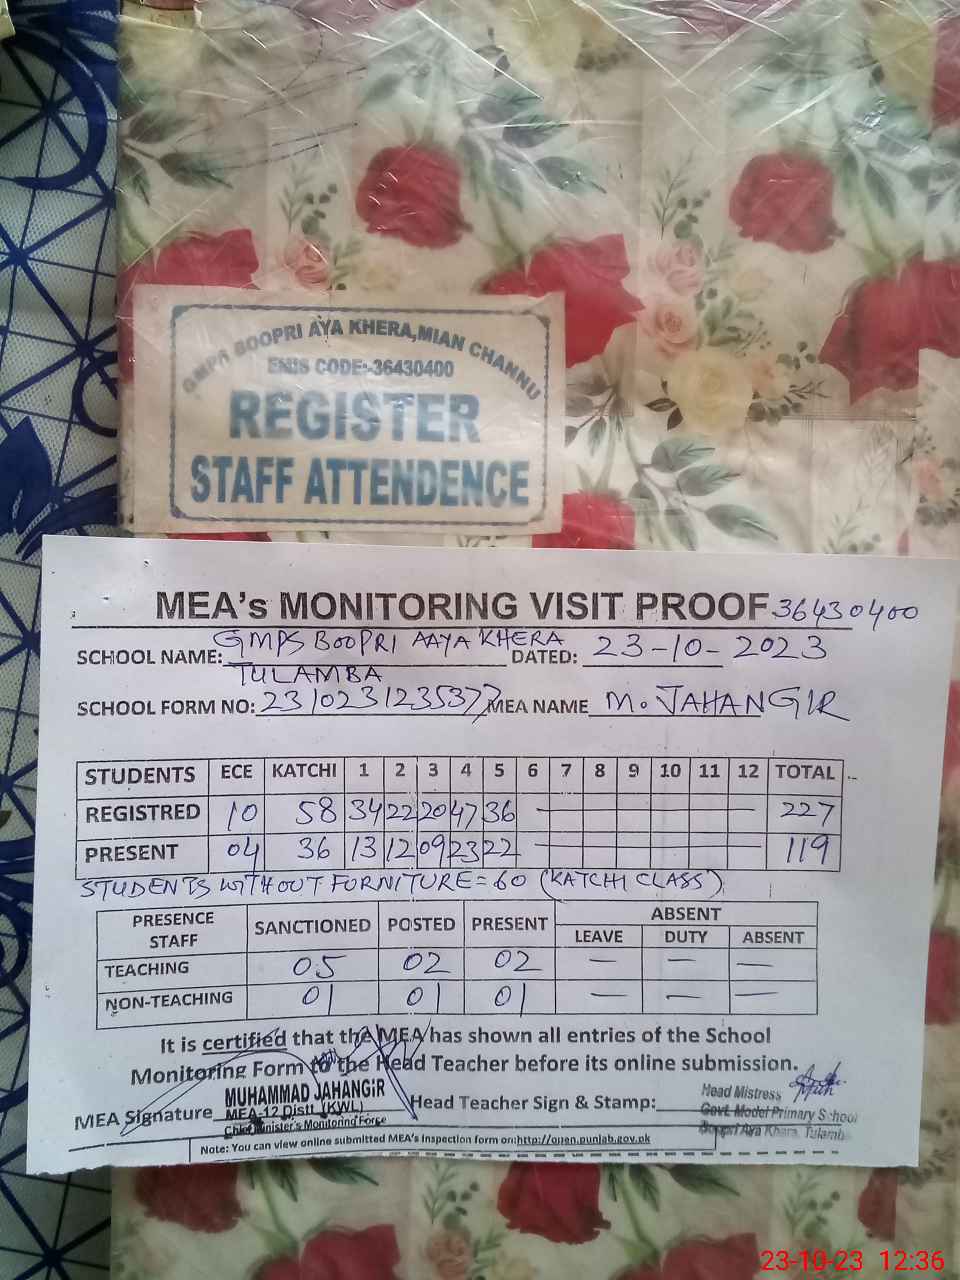 GMPS BOOPRI AYA KHERA,MIAN CHANNU
EMIS CODE:-36430400
REGISTER
STAFF ATTENDENCE
MEA's MONITORING VISIT PROOF 36430400
SCHOOL NAME: GMPS BOOPRI AAYA KHERA TULAMBA DATED: 23-10-2023
SCHOOL FORM NO: MEA NAME M. JAHANGIR
STUDENTS ECE KATCHI 1 2 3 4 5 6 7 8 9 10 11 12 TOTAL
REGISTRED 10 58 34 22 20 47 36 — 227
PRESENT 04 36 13 12 09 23 22 — 119
STUDENTS WITHOUT FORNITURE = 60 (KATCHI CLASS)
PRESENCE STAFF SANCTIONED POSTED PRESENT ABSENT
LEAVE DUTY ABSENT
TEACHING 05 02 02 — — —
NON-TEACHING 01 01 01 — — —
It is certified that the MEA has shown all entries of the School
Monitoring Form to the Head Teacher before its online submission.
MUHAMMAD JAHANGIR
MEA Signature MEA-12 Distt (KWL) Head Teacher Sign & Stamp: Head Mistress
Chief Minister's Monitoring Force Govt. Model Primary School
Boopri Aya Khera, Tulamba
Note: You can view online submitted MEA's inspection form on:http://open.punjab.gov.pk
23-10-23 12:36